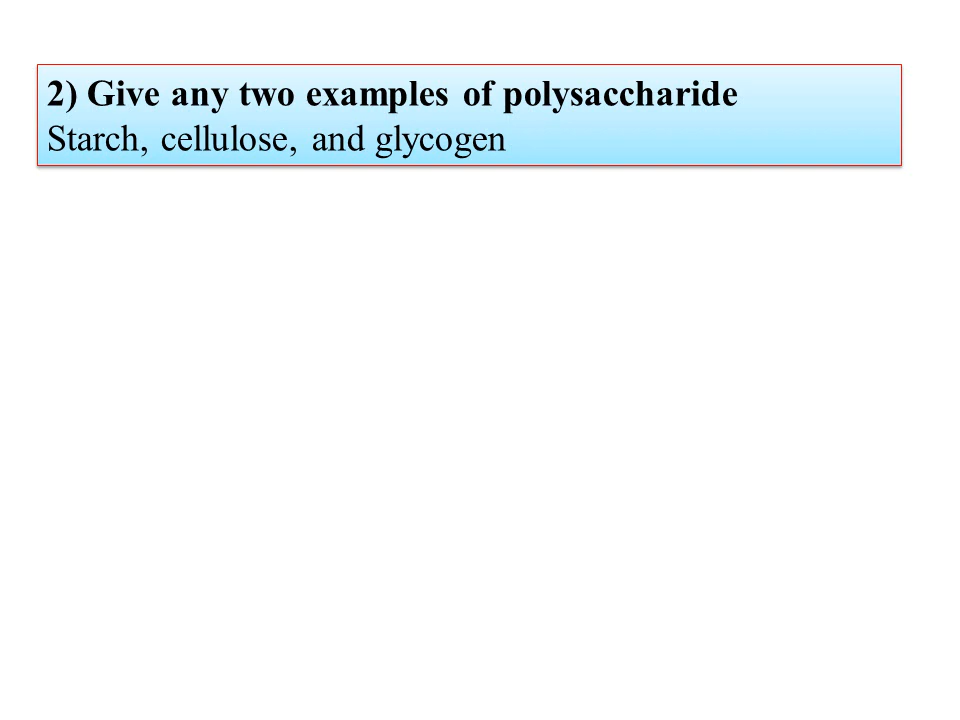 2) Give any two examples of polysaccharide
Starch, cellulose, and glycogen